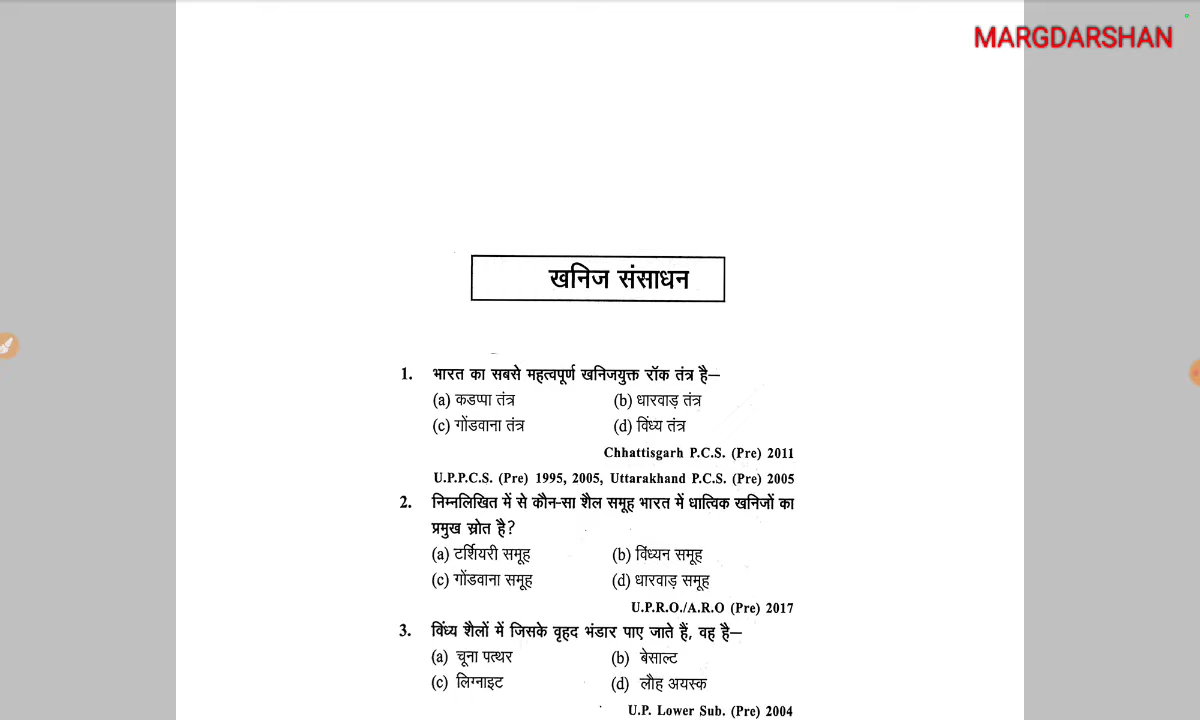 MARGDARSHAN
खनिज संसाधन
1. भारत का सबसे महत्वपूर्ण खनिजयुक्त रॉक तंत्र है—
(a) कडप्पा तंत्र (b) धारवाड़ तंत्र
(c) गोंडवाना तंत्र (d) विंध्य तंत्र
Chhattisgarh P.C.S. (Pre) 2011
U.P.P.C.S. (Pre) 1995, 2005, Uttarakhand P.C.S. (Pre) 2005
2. निम्नलिखित में से कौन-सा शैल समूह भारत में धात्विक खनिजों का
प्रमुख स्रोत है?
(a) टर्शियरी समूह (b) विंध्यन समूह
(c) गोंडवाना समूह (d) धारवाड़ समूह
U.P.R.O./A.R.O (Pre) 2017
3. विंध्य शैलों में जिसके वृहद भंडार पाए जाते हैं, वह है—
(a) चूना पत्थर (b) बेसाल्ट
(c) लिग्नाइट (d) लौह अयस्क
U.P. Lower Sub. (Pre) 2004